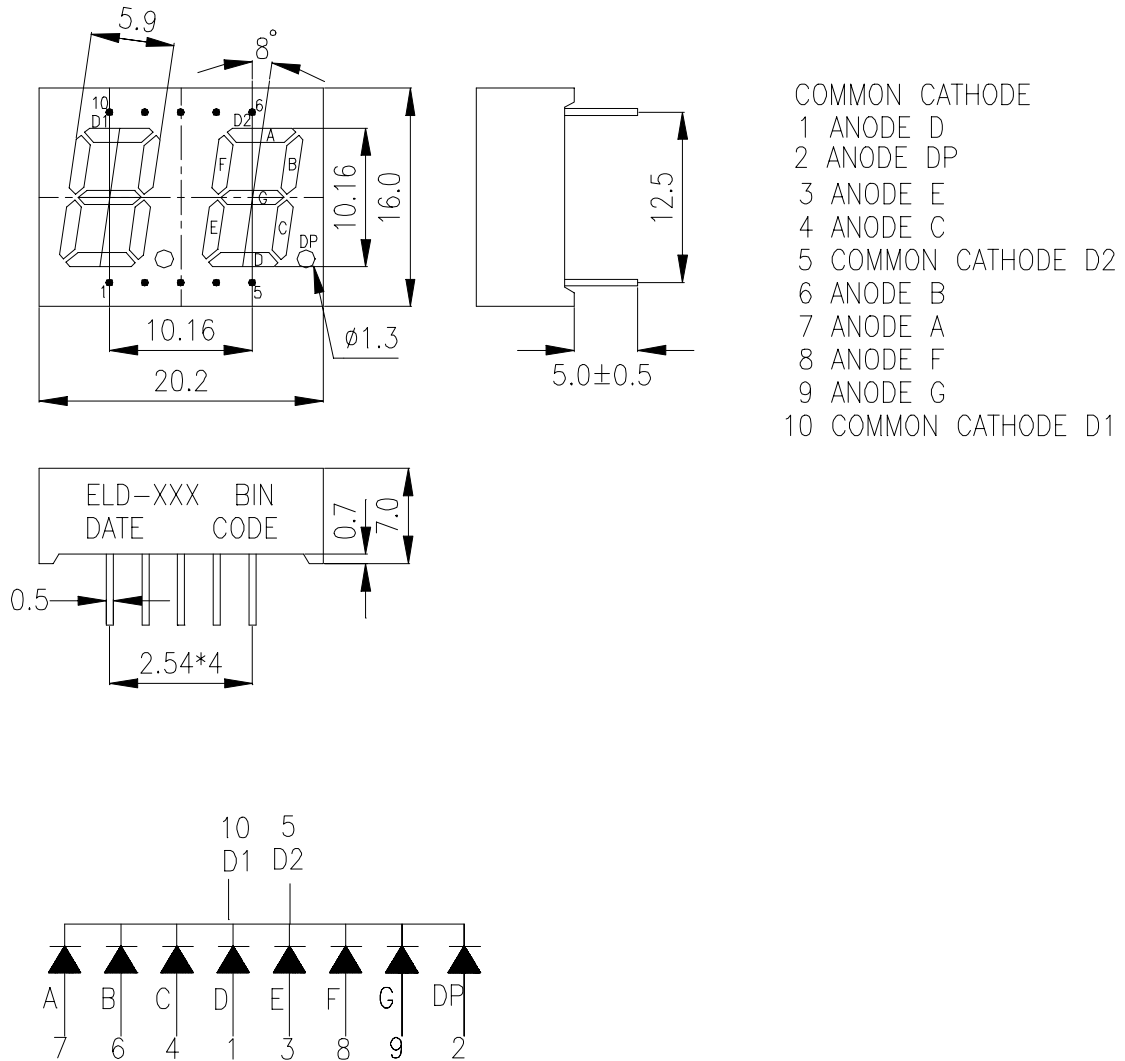 5.9
8°
10
6
D1
D2
A
F
B
G
E
C
D
DP
1
5
10.16
16.0
10.16
ø1.3
20.2
12.5
5.0±0.5
COMMON CATHODE
1 ANODE D
2 ANODE DP
3 ANODE E
4 ANODE C
5 COMMON CATHODE D2
6 ANODE B
7 ANODE A
8 ANODE F
9 ANODE G
10 COMMON CATHODE D1
ELD-XXX BIN
DATE CODE
0.7
7.0
0.5
2.54*4
10 5
D1 D2
A B C D E F G DP
7 6 4 1 3 8 9 2